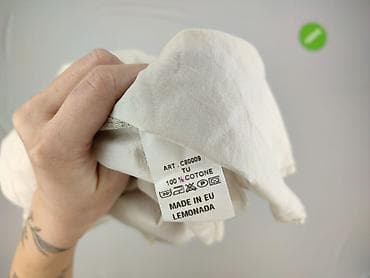 ART. C80009
TU
100 % COTONE
MADE IN EU
LEMONADA